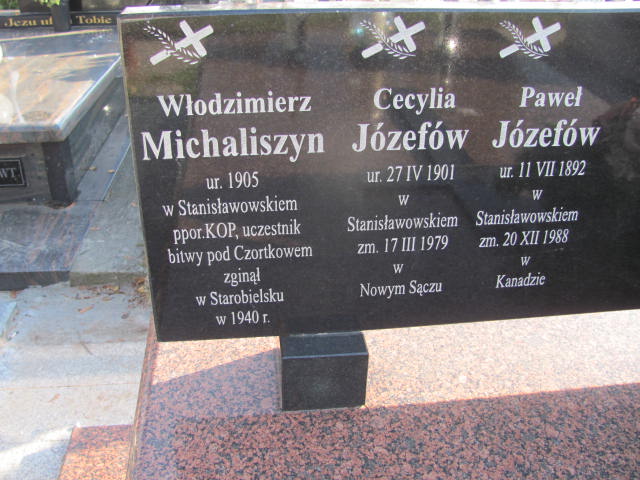 Jezu uf
Tobie
WT
Włodzimierz
Michaliszyn
ur. 1905
w Stanisławowskiem
ppor.KOP, uczestnik
bitwy pod Czortkowem
zginął
w Starobielsku
w 1940 r.
Cecylia
Józefów
ur. 27 IV 1901
w
Stanisławowskiem
zm. 17 III 1979
w
Nowym Sączu
Paweł
Józefów
ur. 11 VII 1892
w
Stanisławowskiem
zm. 20 XII 1988
w
Kanadzie